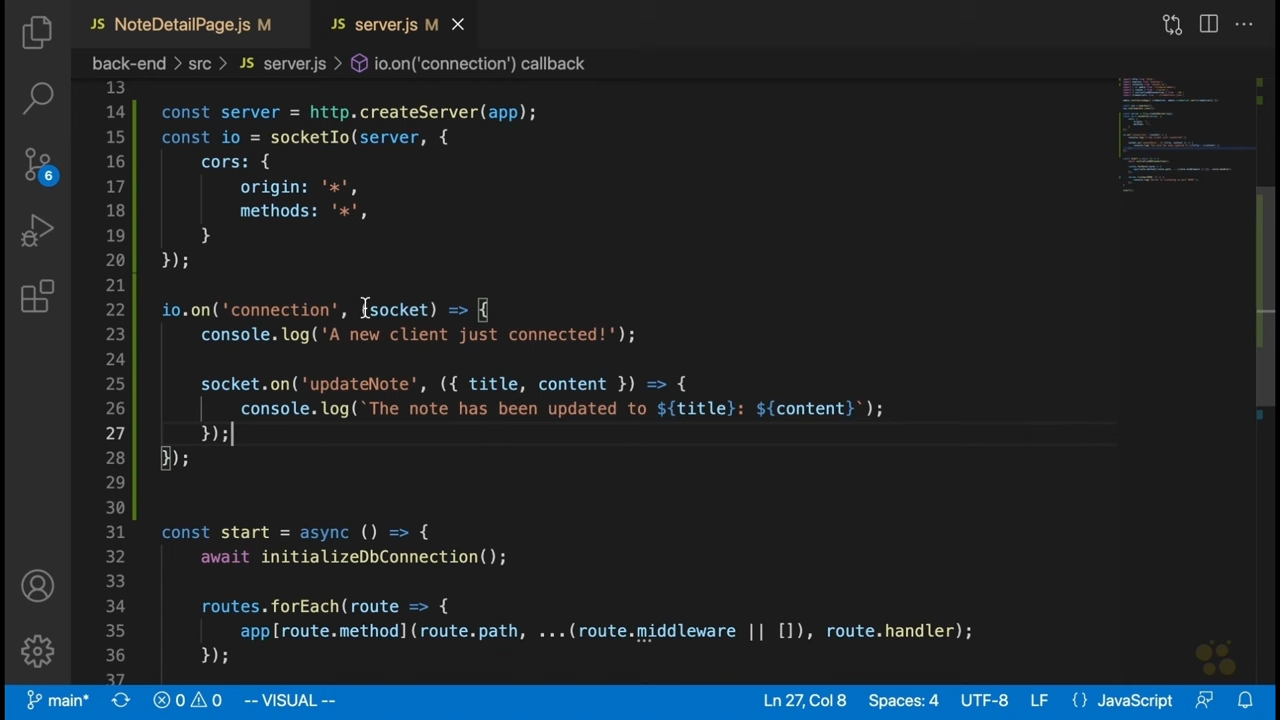 JS NoteDetailPage.js M JS server.js M
back-end > src > JS server.js > io.on('connection') callback
13
14 const server = http.createServer(app);
15 const io = socketIo(server, {
16 cors: {
17 origin: '*',
18 methods: '*',
19 }
20 });
21
22 io.on('connection', (socket) => {
23 console.log('A new client just connected!');
24
25 socket.on('updateNote', ({ title, content }) => {
26 console.log(`The note has been updated to ${title}: ${content}`);
27 });
28 });
29
30
31 const start = async () => {
32 await initializeDbConnection();
33
34 routes.forEach(route => {
35 app[route.method](route.path, ...(route.middleware || []), route.handler);
36 });
37
6
main* 0 0 -- VISUAL -- Ln 27, Col 8 Spaces: 4 UTF-8 LF {} JavaScript